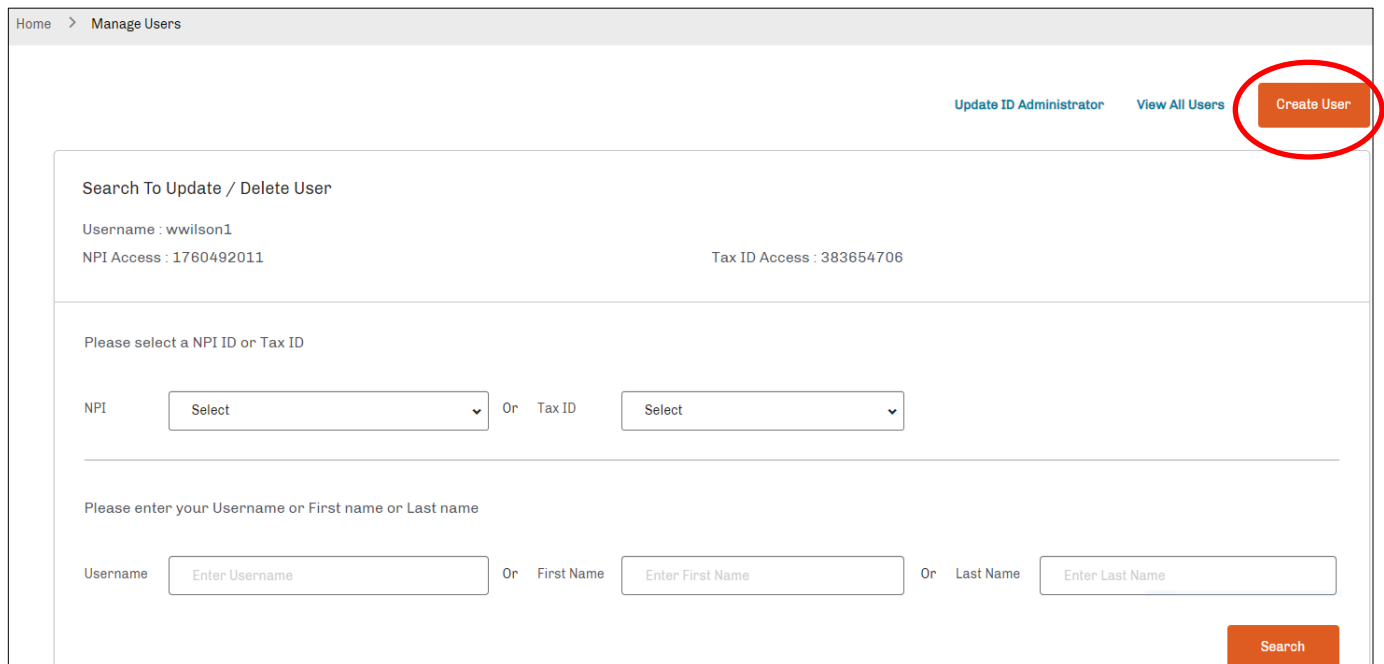 Home > Manage Users
Update ID Administrator View All Users Create User
Search To Update / Delete User
Username : wwilson1
NPI Access : 1760492011 Tax ID Access : 383654706
Please select a NPI ID or Tax ID
NPI Select Or Tax ID Select
Please enter your Username or First name or Last name
Username Enter Username Or First Name Enter First Name Or Last Name Enter Last Name
Search